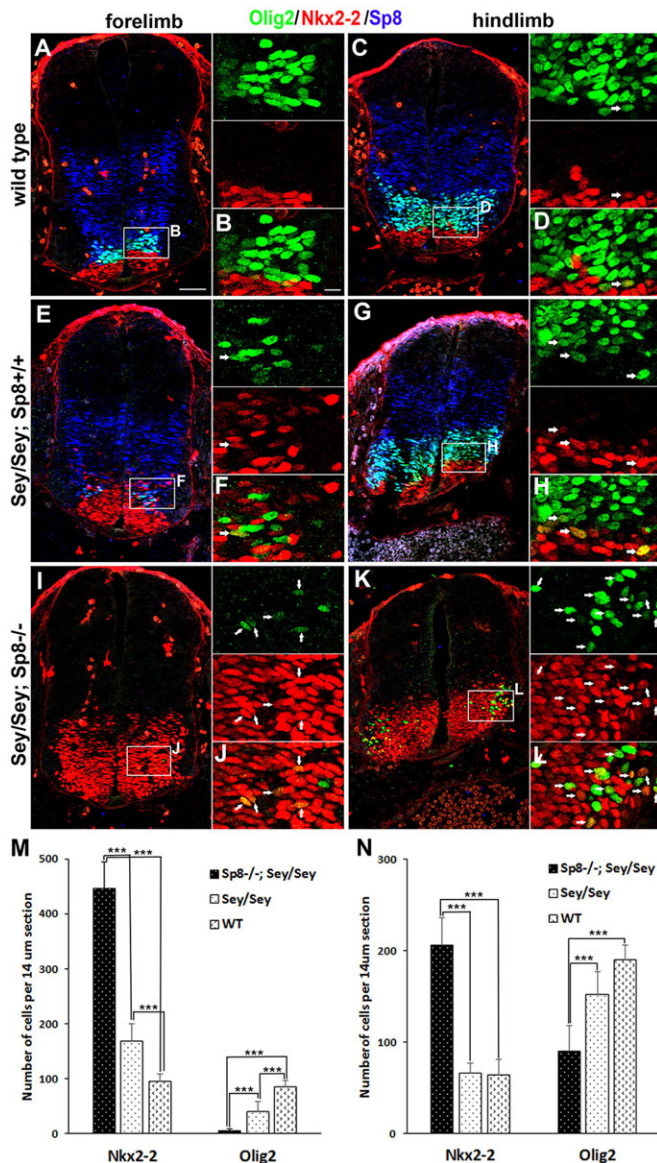 forelimb Olig2/Nkx2-2/Sp8 hindlimb
wild type
A
B
B
C
D
D
Sey/Sey; Sp8+/+
E
F
F
G
H
H
Sey/Sey; Sp8-/-
I
J
J
K
L
L
M
Number of cells per 14 um section
500
400
300
200
100
0
***
***
***
***
***
***
Sp8-/-; Sey/Sey
Sey/Sey
WT
Nkx2-2 Olig2
N
Number of cells per 14um section
300
200
100
0
***
***
***
***
Sp8-/-; Sey/Sey
Sey/Sey
WT
Nkx2-2 Olig2